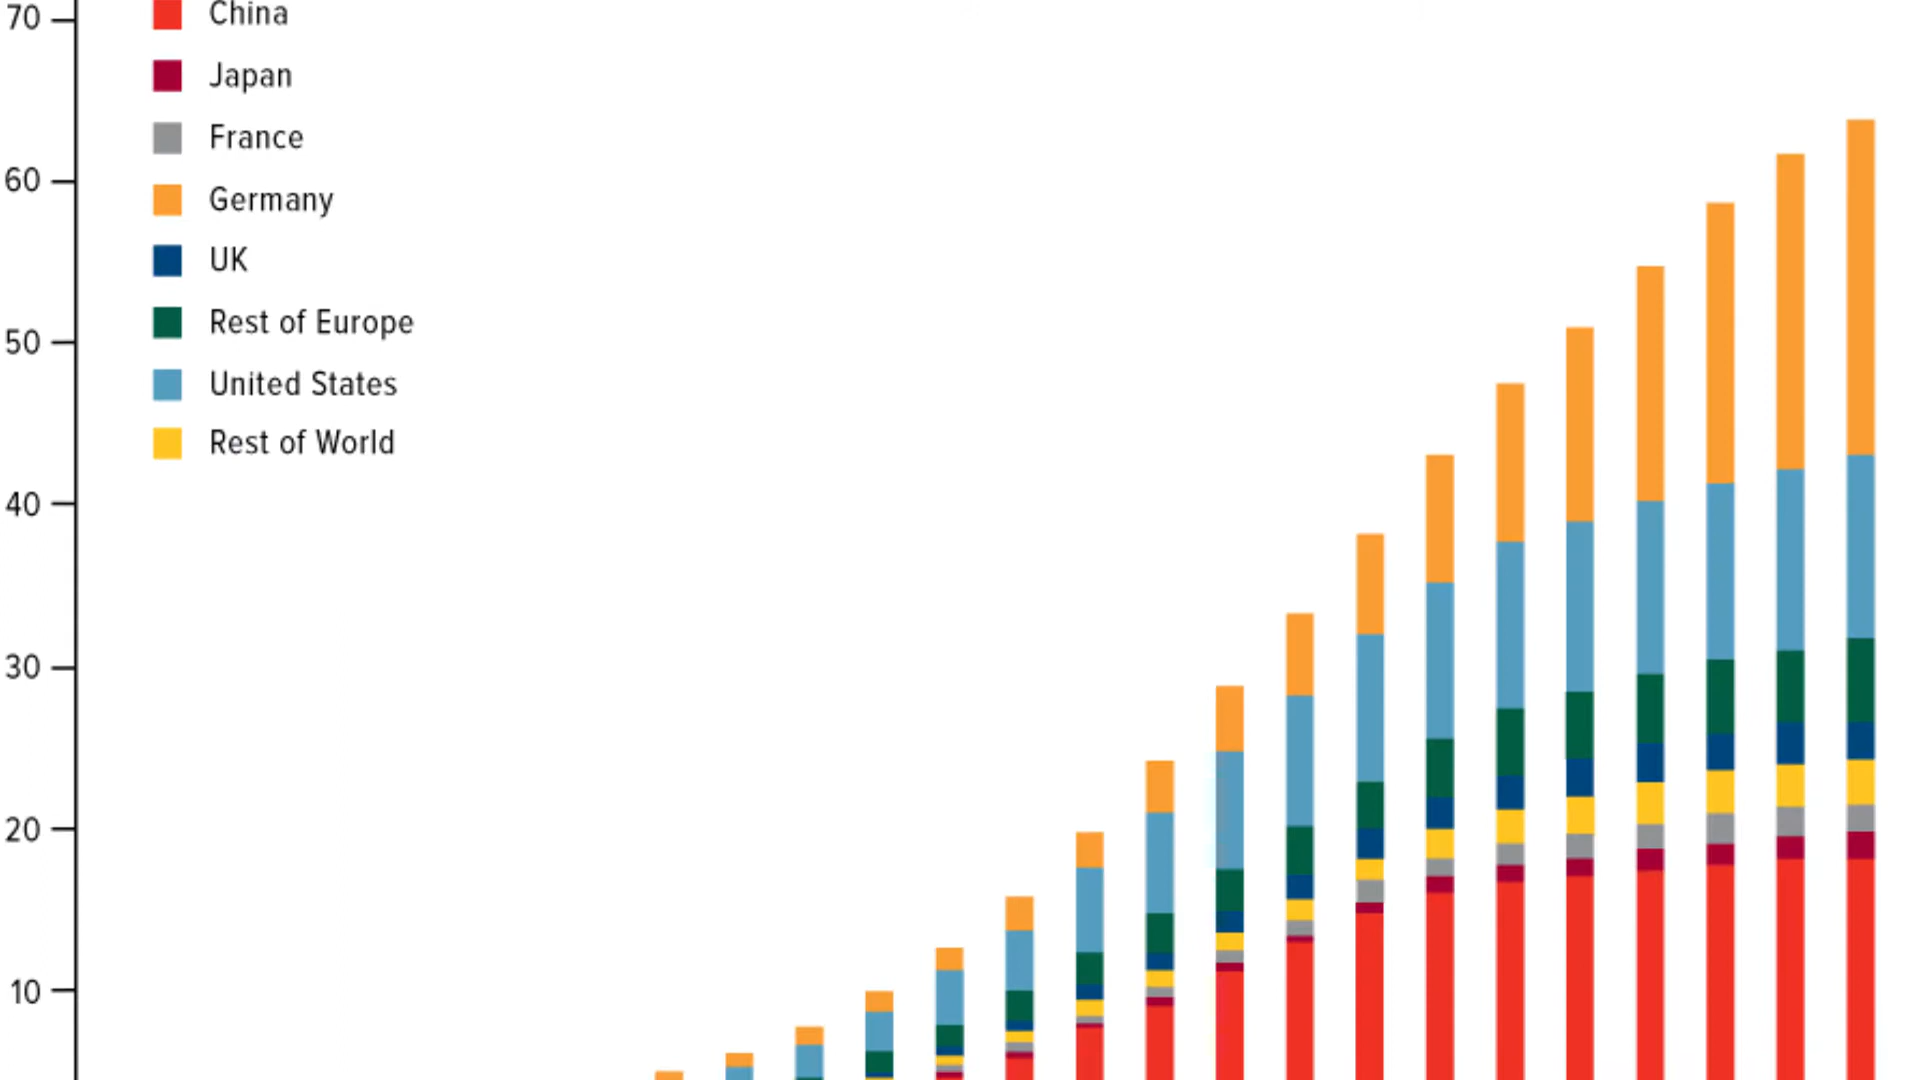 70
China
Japan
France
60
Germany
UK
Rest of Europe
50
United States
Rest of World
40
30
20
10